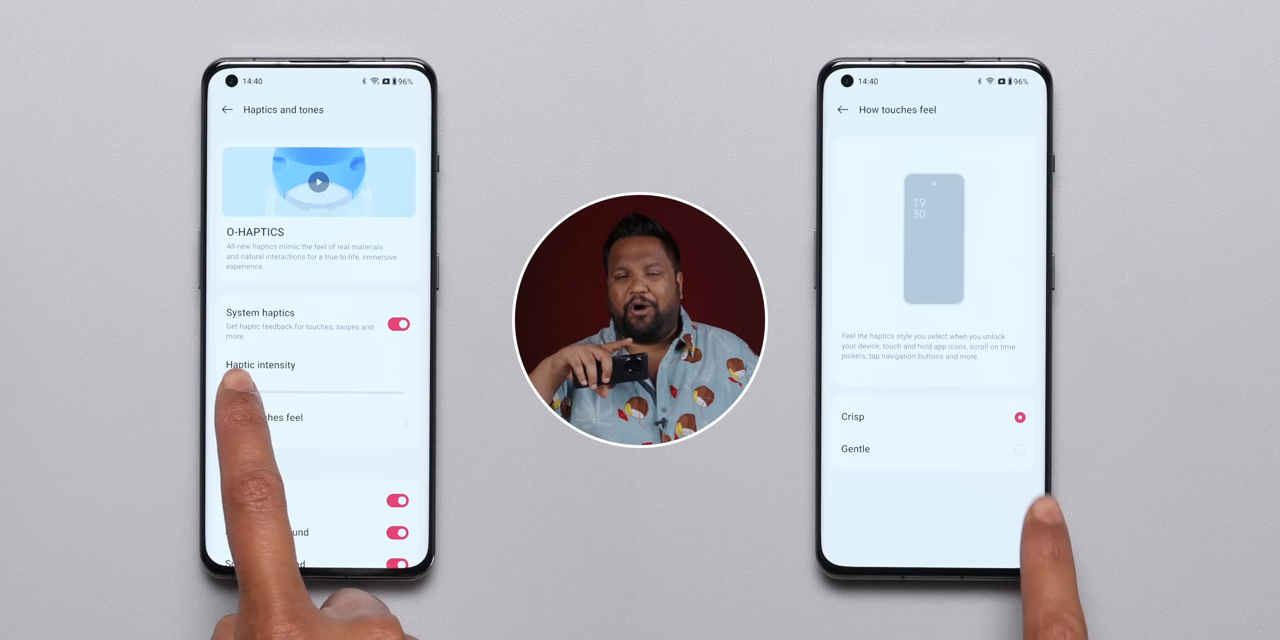 14:40
96%
Haptics and tones
O-HAPTICS
All-new haptics mimic the feel of real materials
and natural interactions for a true-to-life, immersive
experience.
System haptics
Get haptic feedback for touches, swipes and
more.
Haptic intensity
feel
14:40
96%
How touches feel
19
30
Feel the haptics style you select when you unlock
your device, touch and hold app icons, scroll on time
pickers, tap navigation buttons and more.
Crisp
Gentle